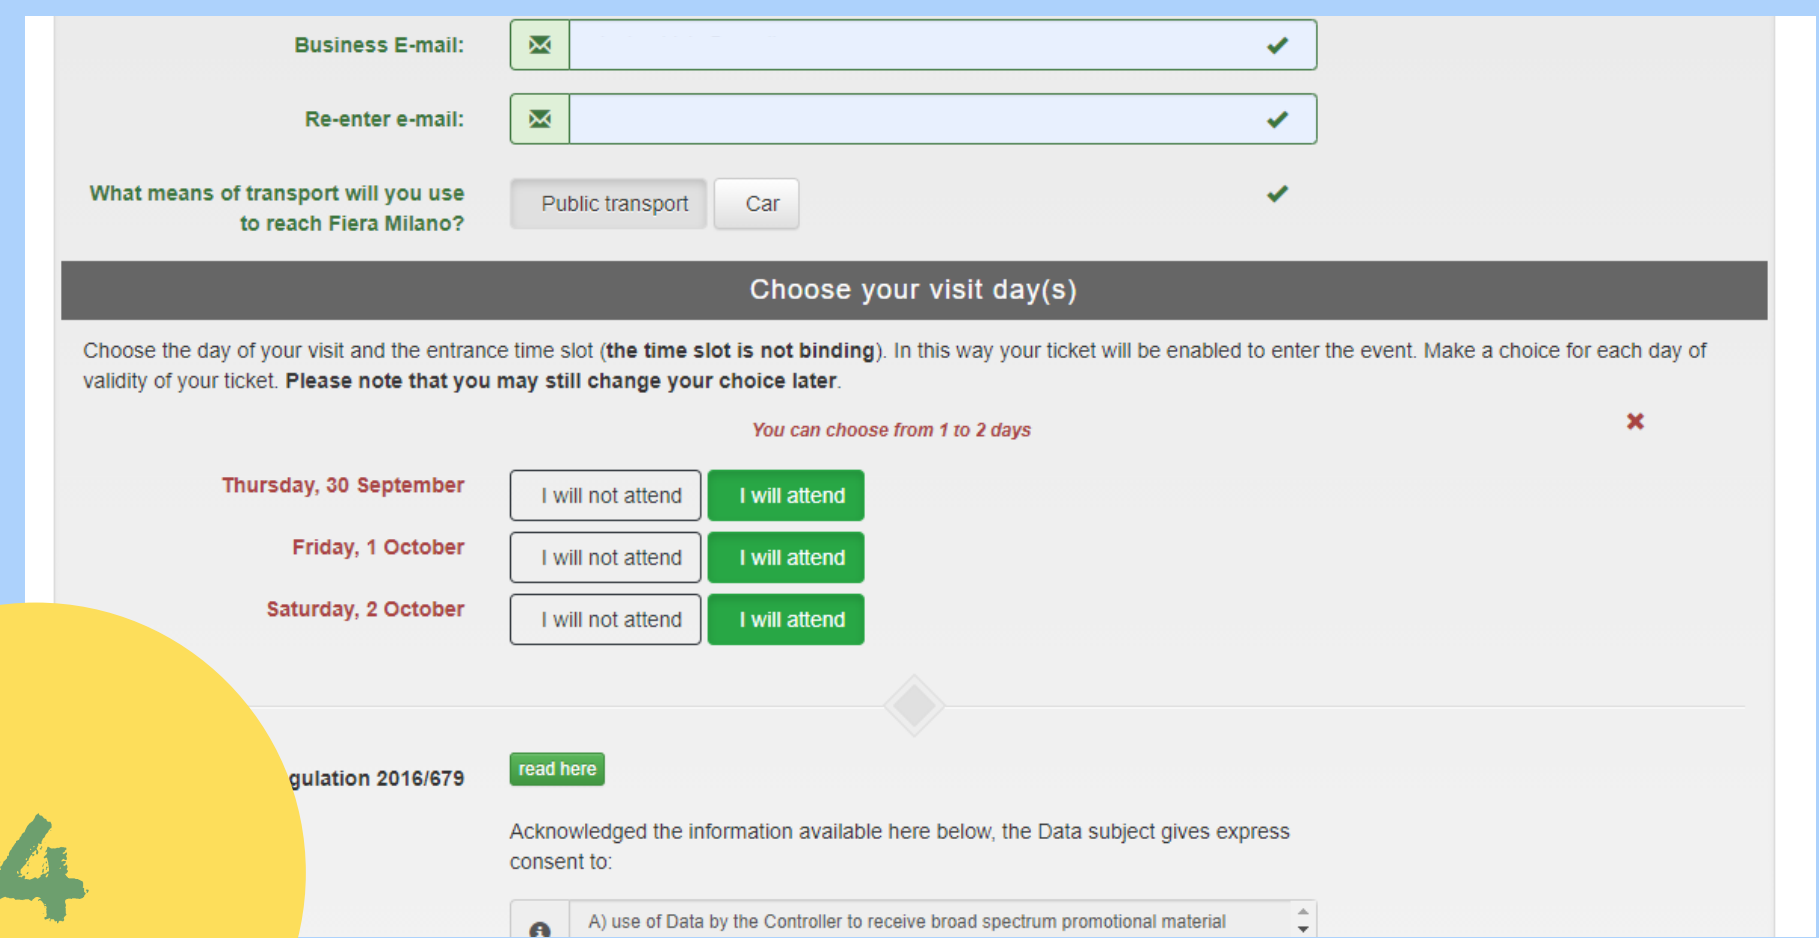 Business E-mail:
Re-enter e-mail:
What means of transport will you use
to reach Fiera Milano?
Public transport
Car
Choose your visit day(s)
Choose the day of your visit and the entrance time slot (the time slot is not binding). In this way your ticket will be enabled to enter the event. Make a choice for each day of
validity of your ticket. Please note that you may still change your choice later.
You can choose from 1 to 2 days
Thursday, 30 September
I will not attend
I will attend
Friday, 1 October
I will not attend
I will attend
Saturday, 2 October
I will not attend
I will attend
gulation 2016/679
read here
Acknowledged the information available here below, the Data subject gives express
consent to:
A) use of Data by the Controller to receive broad spectrum promotional material
4